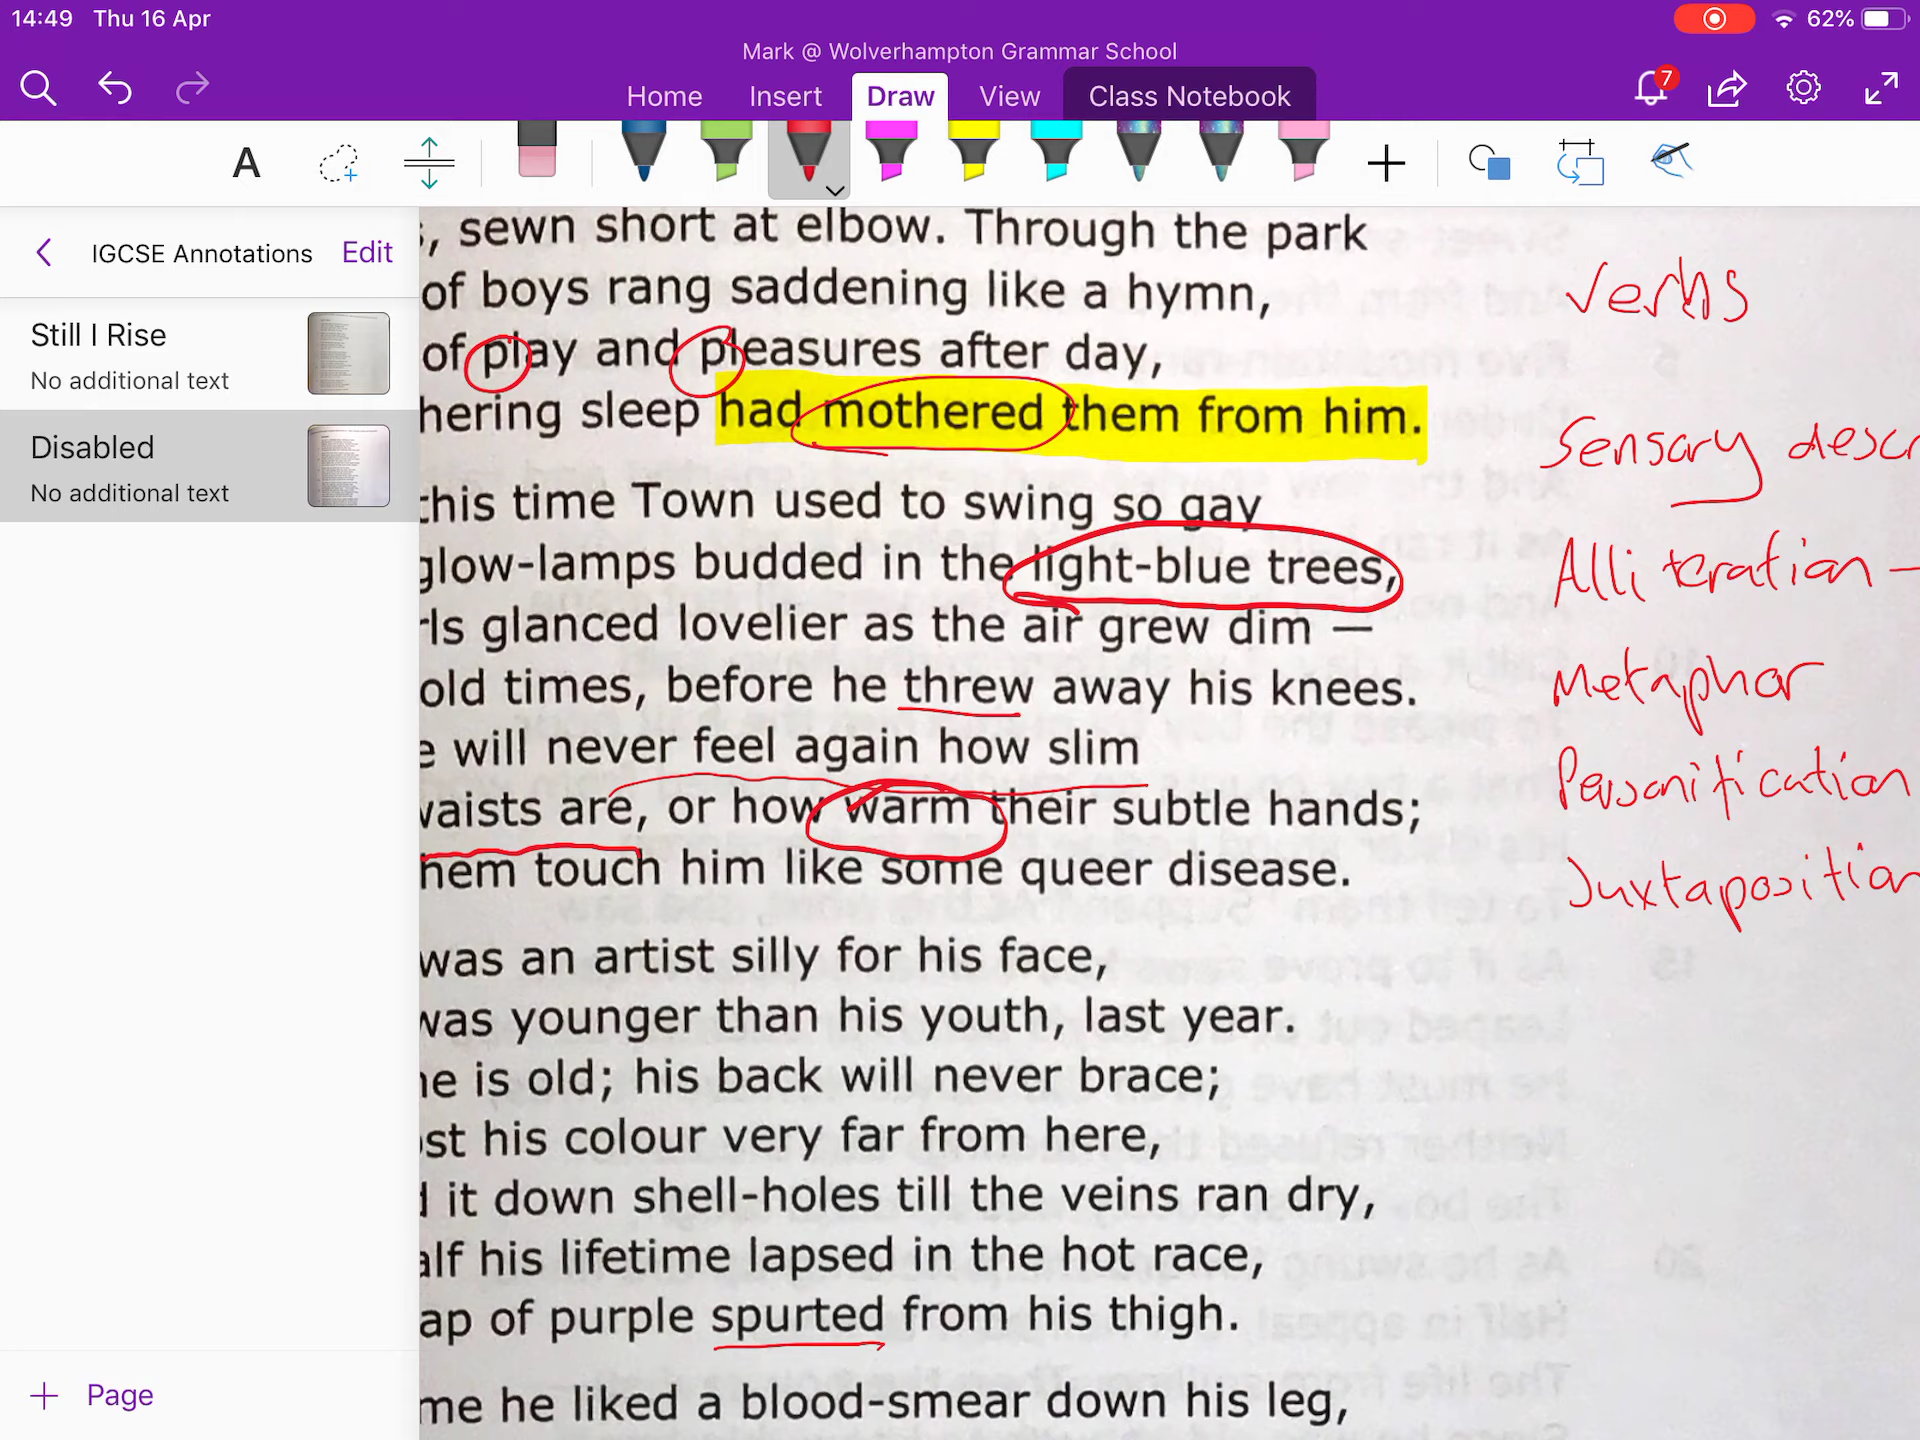 14:49 Thu 16 Apr
62%
Mark @ Wolverhampton Grammar School
Home Insert Draw View Class Notebook
7
A
IGCSE Annotations Edit
Still I Rise
No additional text
Disabled
No additional text
Page
, sewn short at elbow. Through the park
of boys rang saddening like a hymn,
of play and pleasures after day,
hering sleep had mothered them from him.
this time Town used to swing so gay
glow-lamps budded in the light-blue trees,
rls glanced lovelier as the air grew dim —
old times, before he threw away his knees.
e will never feel again how slim
waists are, or how warm their subtle hands;
hem touch him like some queer disease.
was an artist silly for his face,
was younger than his youth, last year.
he is old; his back will never brace;
ost his colour very far from here,
d it down shell-holes till the veins ran dry,
alf his lifetime lapsed in the hot race,
ap of purple spurted from his thigh.
me he liked a blood-smear down his leg,
Verbs
Sensory descr
Alliteration –
Metaphor
Personification
Juxtaposition